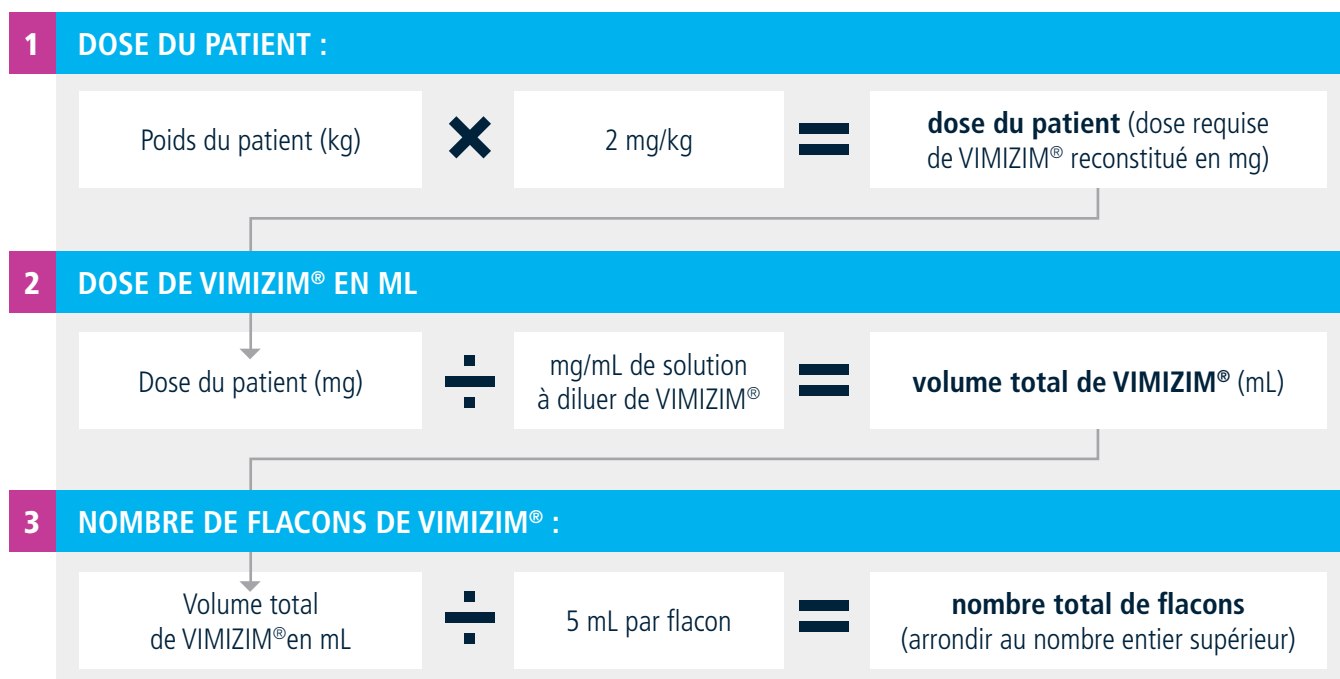 1 DOSE DU PATIENT :
Poids du patient (kg) × 2 mg/kg = dose du patient (dose requise
de VIMIZIM® reconstitué en mg)
2 DOSE DE VIMIZIM® EN ML
Dose du patient (mg) ÷ mg/mL de solution
à diluer de VIMIZIM® = volume total de VIMIZIM® (mL)
3 NOMBRE DE FLACONS DE VIMIZIM® :
Volume total
de VIMIZIM®en mL ÷ 5 mL par flacon = nombre total de flacons
(arrondir au nombre entier supérieur)